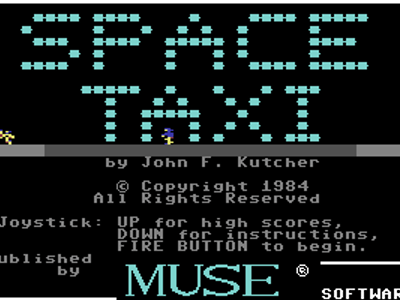 SPACE
TAXI
by John F. Kutcher
© Copyright 1984
All Rights Reserved
Joystick: UP for high scores,
DOWN for instructions,
FIRE BUTTON to begin.
ublished
by
MUSE ®
SOFTWAR